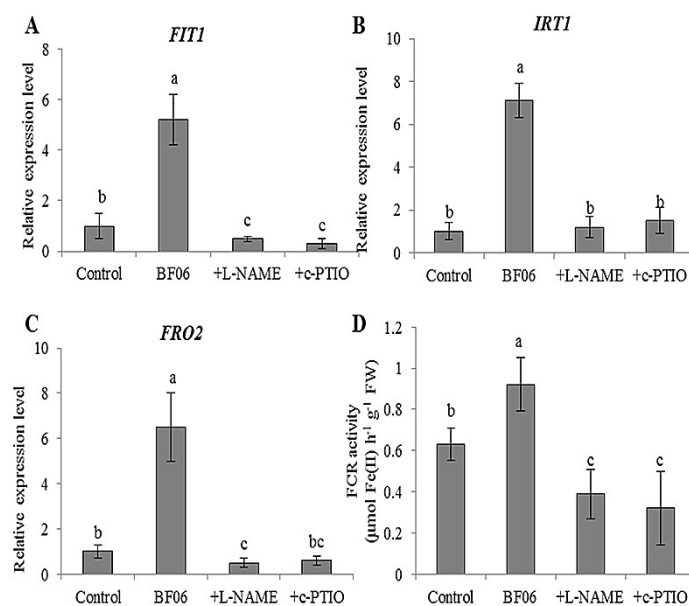 A
FIT1
Relative expression level
8
6
4
2
0
a
b
c
c
Control BF06 +L-NAME +c-PTIO
B
IRT1
Relative expression level
10
8
6
4
2
0
a
b
b
b
Control BF06 +L-NAME +c-PTIO
C
FRO2
Relative expression level
10
8
6
4
2
0
a
b
c
bc
Control BF06 +L-NAME +c-PTIO
D
FCR activity
(μmol Fe(II) h⁻¹ g⁻¹ FW)
1.2
1
0.8
0.6
0.4
0.2
0
a
b
c
c
Control BF06 +L-NAME +c-PTIO